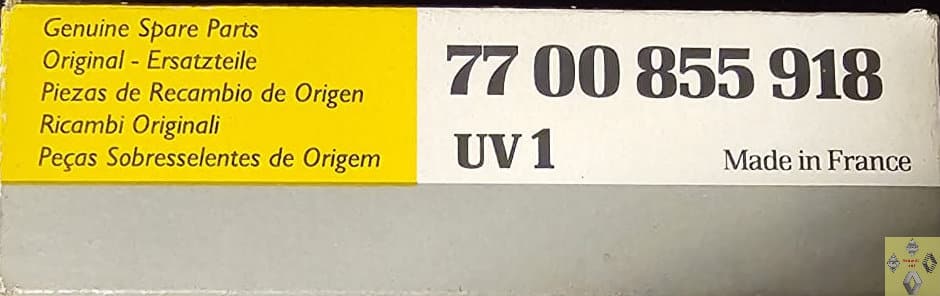 Genuine Spare Parts
Original - Ersatzteile
Piezas de Recambio de Origen
Ricambi Originali
Peças Sobresselentes de Origem
77 00 855 918
UV 1
Made in France